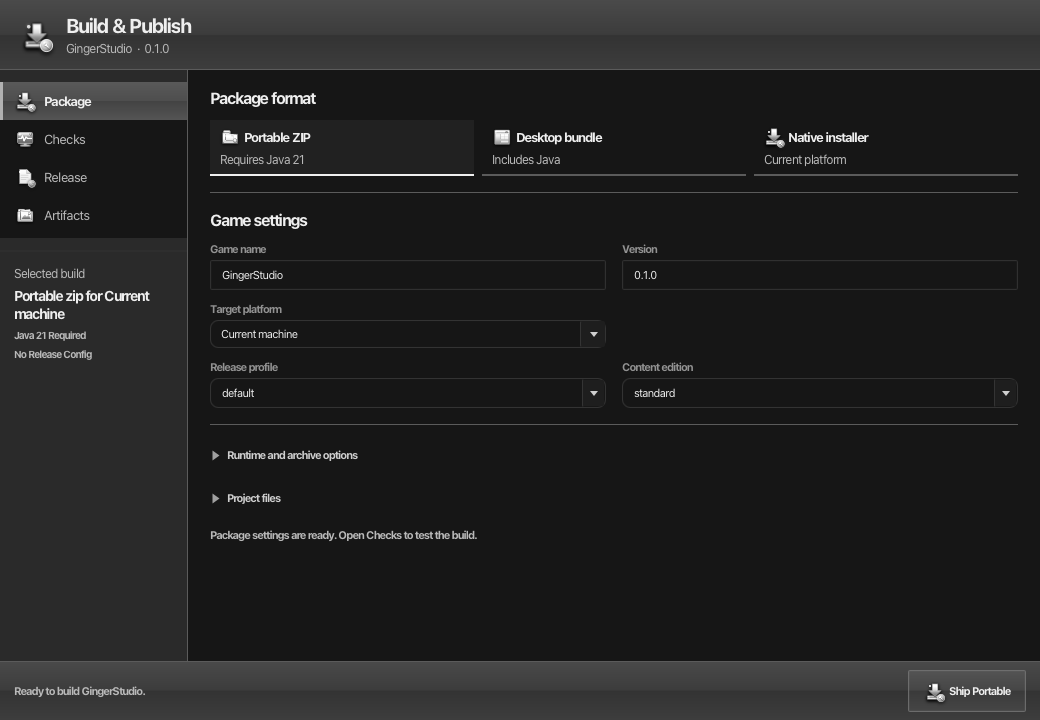 Build & Publish
GingerStudio · 0.1.0
Package
Checks
Release
Artifacts
Selected build
Portable zip for Current
machine
Java 21 Required
No Release Config
Package format
Portable ZIP
Requires Java 21
Desktop bundle
Includes Java
Native installer
Current platform
Game settings
Game name
Version
GingerStudio
0.1.0
Target platform
Current machine
Release profile
Content edition
default
standard
Runtime and archive options
Project files
Package settings are ready. Open Checks to test the build.
Ready to build GingerStudio.
Ship Portable